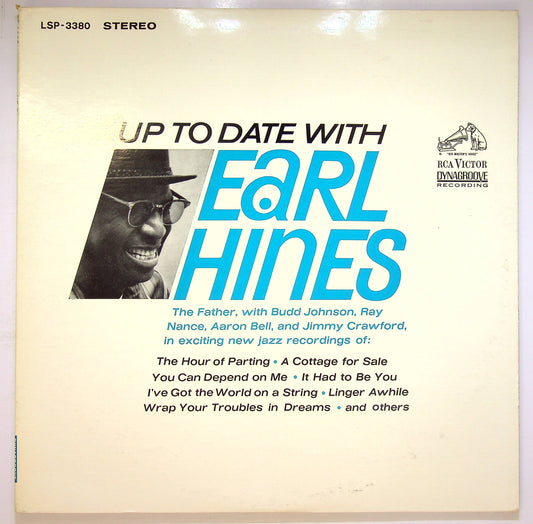 LSP-3380 STEREO
UP TO DATE WITH
EaRL
HINES
"HIS MASTER'S VOICE"
RCA VICTOR
DYNAGROOVE
RECORDING
The Father, with Budd Johnson, Ray
Nance, Aaron Bell, and Jimmy Crawford,
in exciting new jazz recordings of:
The Hour of Parting • A Cottage for Sale
You Can Depend on Me • It Had to Be You
I've Got the World on a String • Linger Awhile
Wrap Your Troubles in Dreams • and others